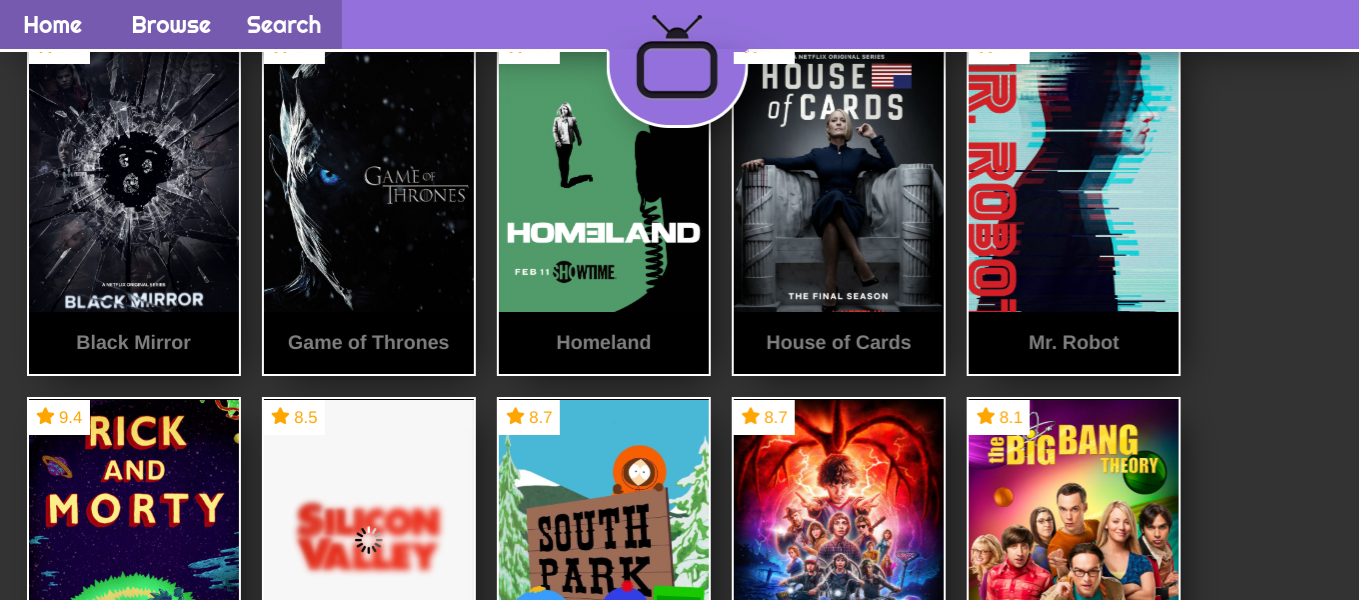 Home Browse Search
A NETFLIX ORIGINAL SERIES
BLACK MIRROR
GAME OF
THRONES
HOMELAND
FEB 11 SHOWTIME
A NETFLIX ORIGINAL SERIES
HOUSE
of CARDS
THE FINAL SEASON
MR. ROBOT
Black Mirror
Game of Thrones
Homeland
House of Cards
Mr. Robot
9.4
RICK
AND
MORTY
8.5
SILICON
VALLEY
8.7
SOUTH
PARK
8.7
8.1
the BIG BANG
THEORY